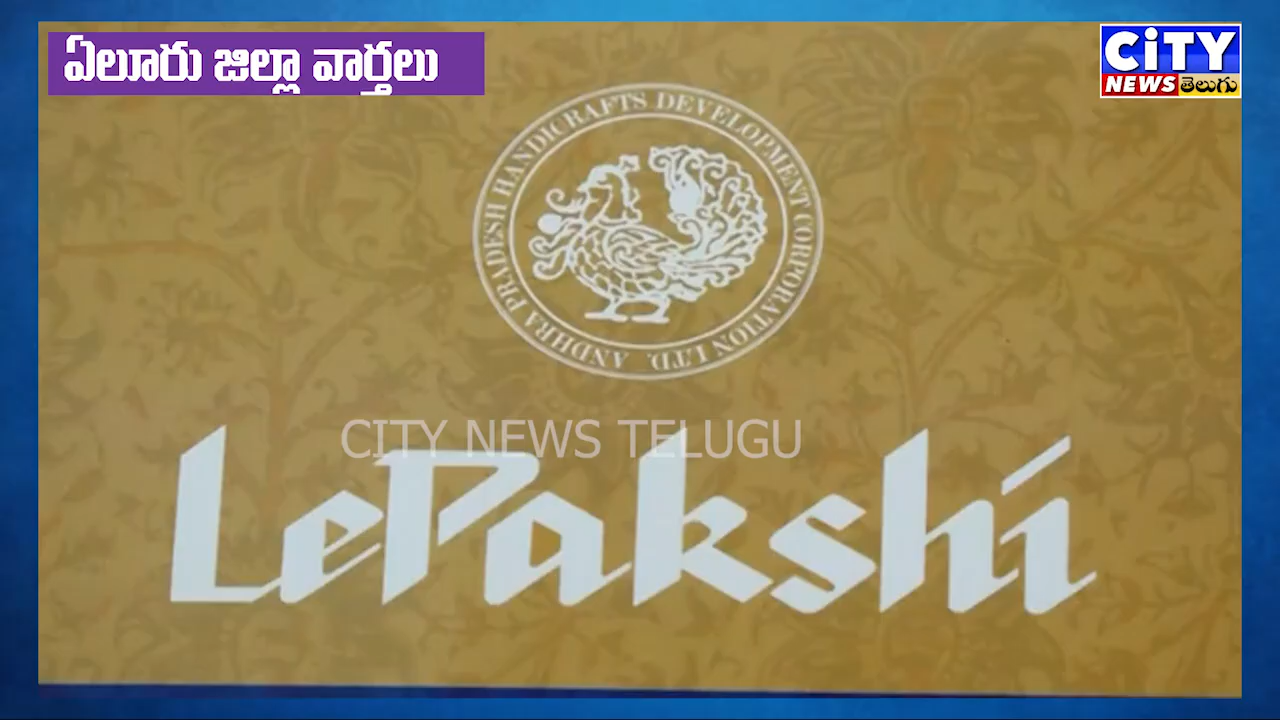 ఏలూరు జిల్లా వార్తలు
CiTY
NEWS తెలుగు
ANDHRA PRADESH HANDICRAFTS DEVELOPMENT CORPORATION LTD.
CITY NEWS TELUGU
LePakshi